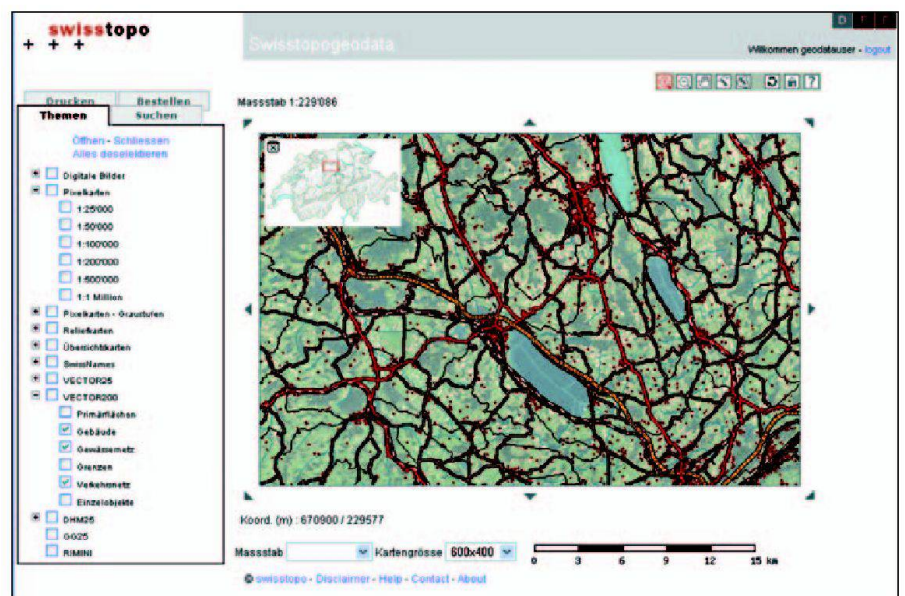 swisstopo
Swisstopogeodata
D
Willkommen geodatauser - logout
Drucken Bestellen
Themen Suchen
Massstab 1:229'086
Öffnen - Schliessen
Alles deselektieren
Digitale Bilder
Pixelkarten
1:25'000
1:50'000
1:100'000
1:200'000
1:500'000
1:1 Million
Pixelkarten - Graustufen
Reliefkarten
Übersichtskarten
SwissNames
VECTOR25
VECTOR200
Primärflächen
Gebäude
Gewässernetz
Grenzen
Verkehrsnetz
Einzelobjekte
DHM25
GG25
RIMINI
Koord. (m) : 670900 / 229577
Massstab Kartengrösse 600x400
0 3 6 9 12 15 km
© swisstopo - Disclaimer - Help - Contact - About